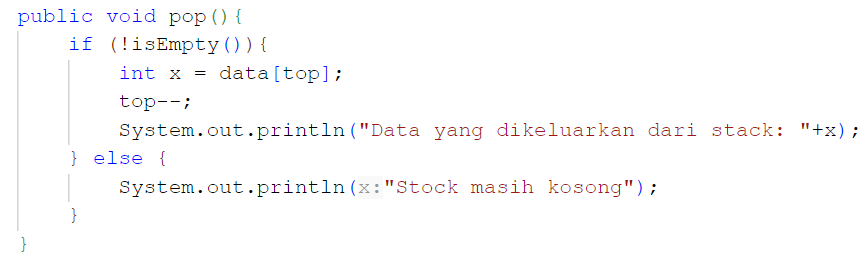 public void pop(){
if (!isEmpty()){
int x = data[top];
top--;
System.out.println("Data yang dikeluarkan dari stack: "+x);
} else {
System.out.println(x:"Stock masih kosong");
}
}